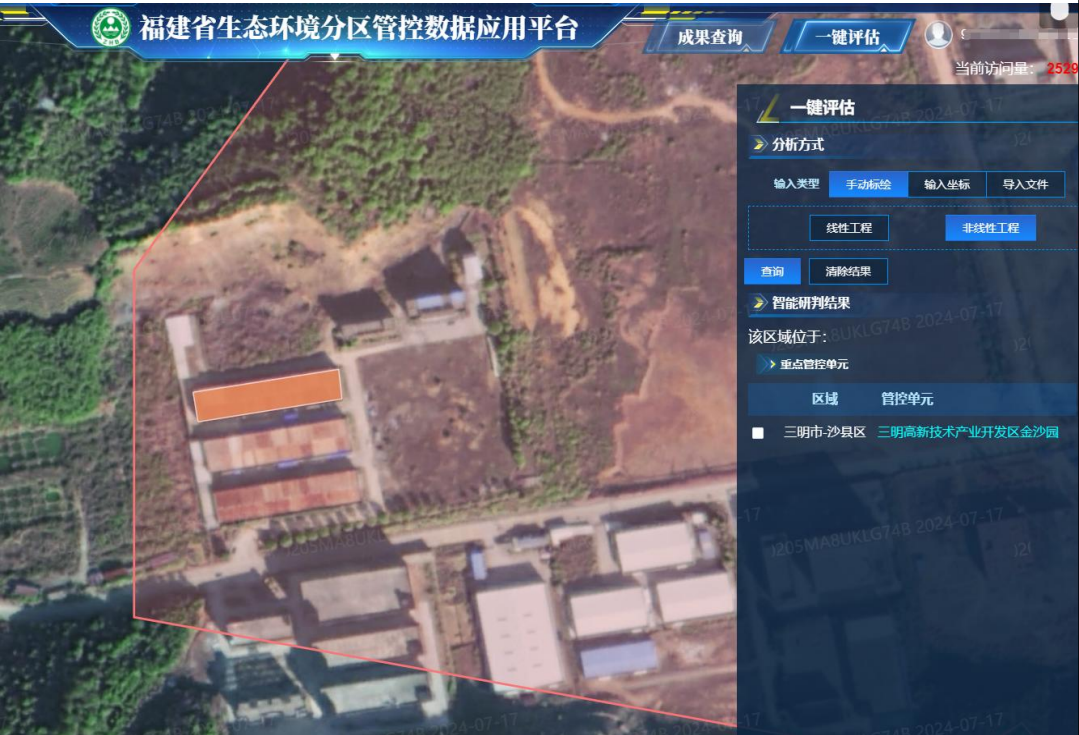 福建省生态环境分区管控数据应用平台
成果查询
一键评估
当前访问量： 2529
一键评估
分析方式
输入类型 手动标绘 输入坐标 导入文件
线性工程 非线性工程
查询 清除结果
智能研判结果
该区域位于：
重点管控单元
区域 管控单元
三明市-沙县区 三明高新技术产业开发区金沙园
J205MA8UKLG74B 2024-07-17